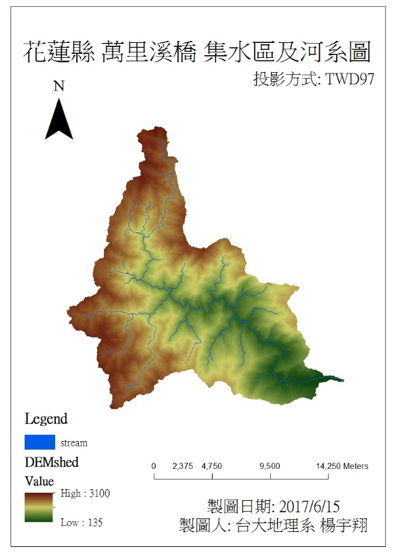 花蓮縣 萬里溪橋 集水區及河系圖
投影方式: TWD97
N
Legend
stream
DEMshed
Value
High : 3100
Low : 135
0 2,375 4,750 9,500 14,250 Meters
製圖日期: 2017/6/15
製圖人: 台大地理系 楊宇翔